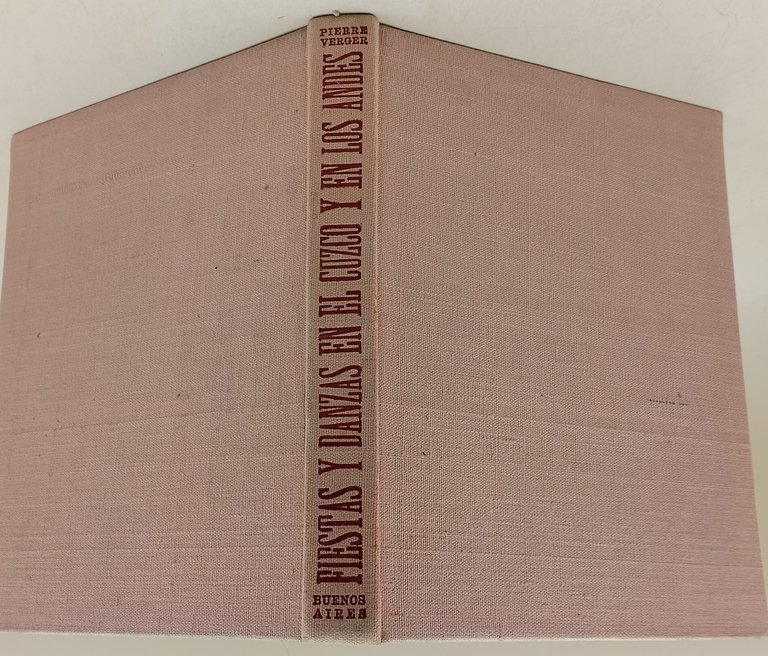 PIERRE
VERGER
FIESTAS Y DANZAS EN EL CUZCO Y EN LOS ANDES
BUENOS
AIRES